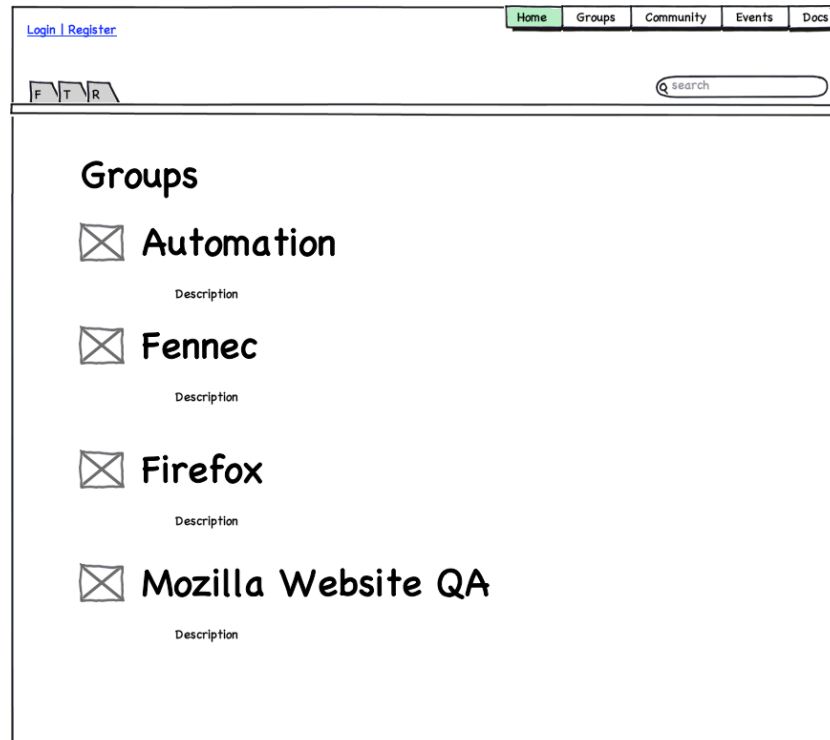 Home Groups Community Events Docs
Login | Register
F T R
search
Groups
Automation
Description
Fennec
Description
Firefox
Description
Mozilla Website QA
Description